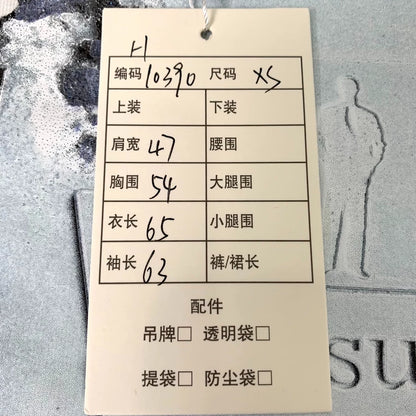 H
编码 10390 尺码 XS
上装 下装
肩宽 47 腰围
胸围 54 大腿围
衣长 65 小腿围
袖长 63 裤/裙长
配件
吊牌□ 透明袋□
提袋□ 防尘袋□
su